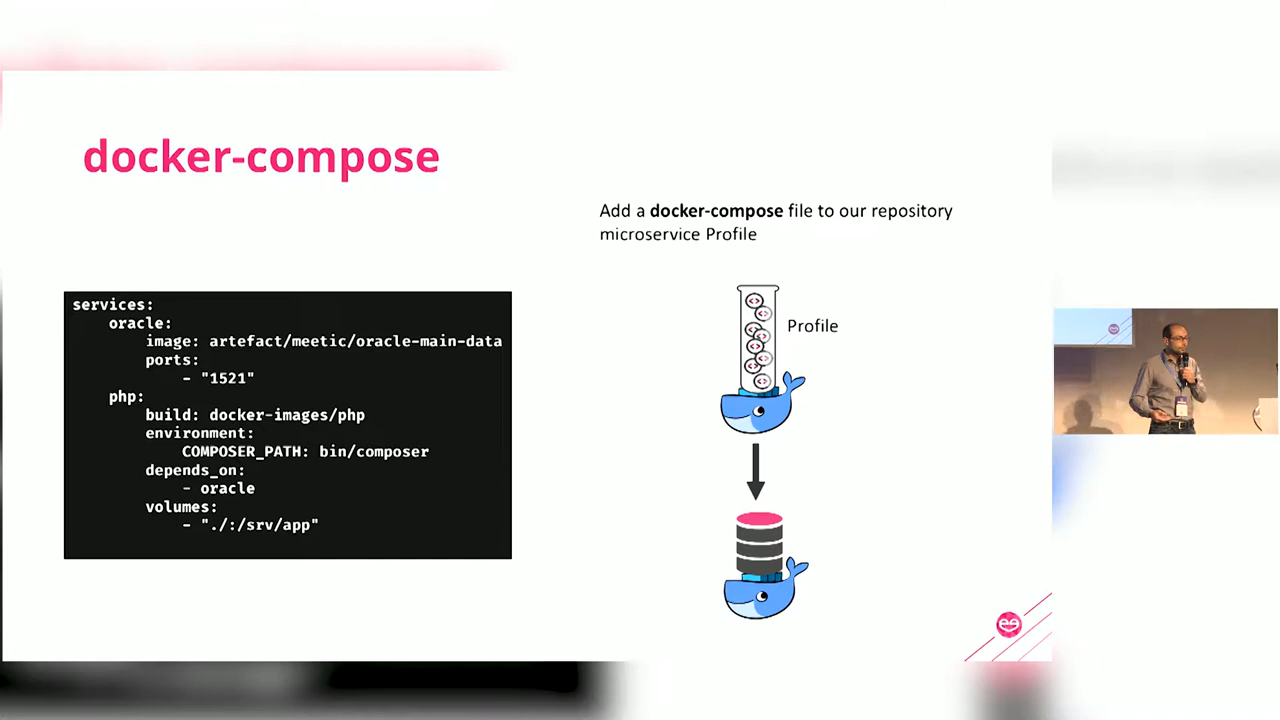 docker-compose
Add a docker-compose file to our repository
microservice Profile
services:
    oracle:
        image: artefact/meetic/oracle-main-data
        ports:
            - "1521"
    php:
        build: docker-images/php
        environment:
            COMPOSER_PATH: bin/composer
        depends_on:
            - oracle
        volumes:
            - "./:/srv/app"
Profile